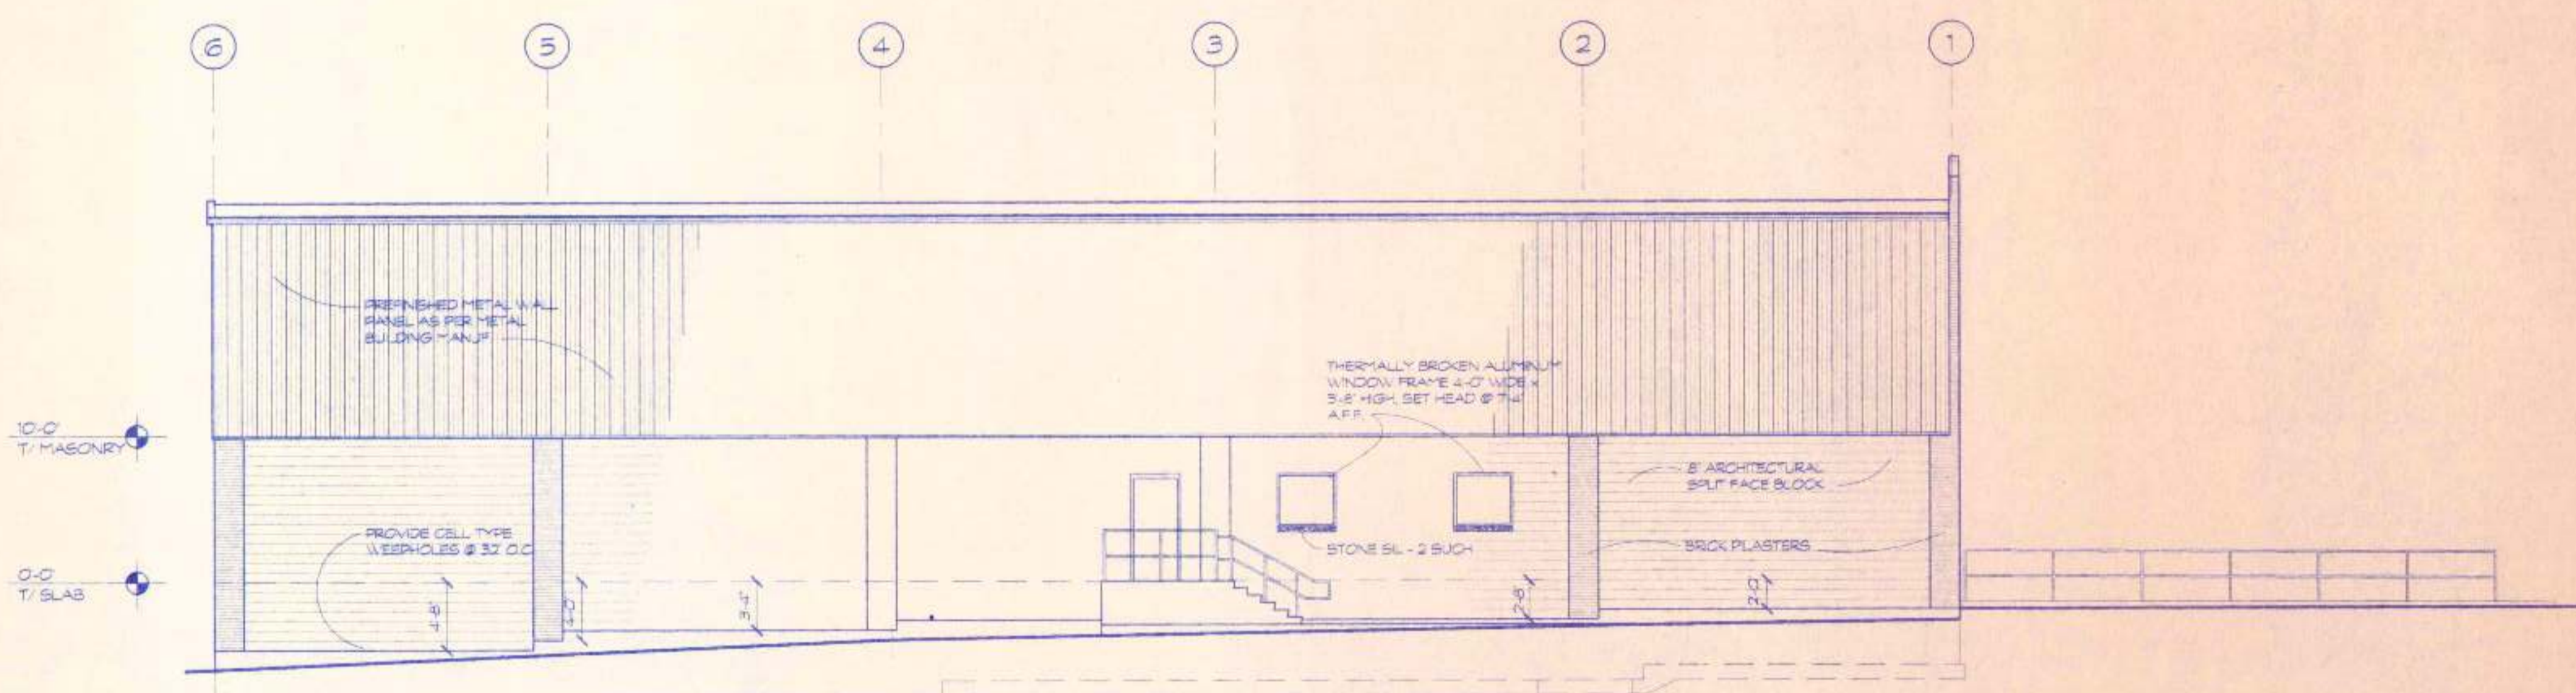 6
5
4
3
2
1
PREFINISHED METAL WALL
PANEL AS PER METAL
BUILDING MANUF
THERMALLY BROKEN ALUMINUM
WINDOW FRAME 4'-0" WIDE x
3'-8" HIGH, SET HEAD @ 7'-4"
A.F.F.
10'-0"
T/ MASONRY
8" ARCHITECTURAL
SPLIT FACE BLOCK
PROVIDE CELL TYPE
WEEPHOLES @ 32" O.C.
STONE SILL - 2 SUCH
BRICK PILASTERS
0'-0"
T/ SLAB
4'-8"
4'-0"
3'-4"
2'-8"
2'-0"